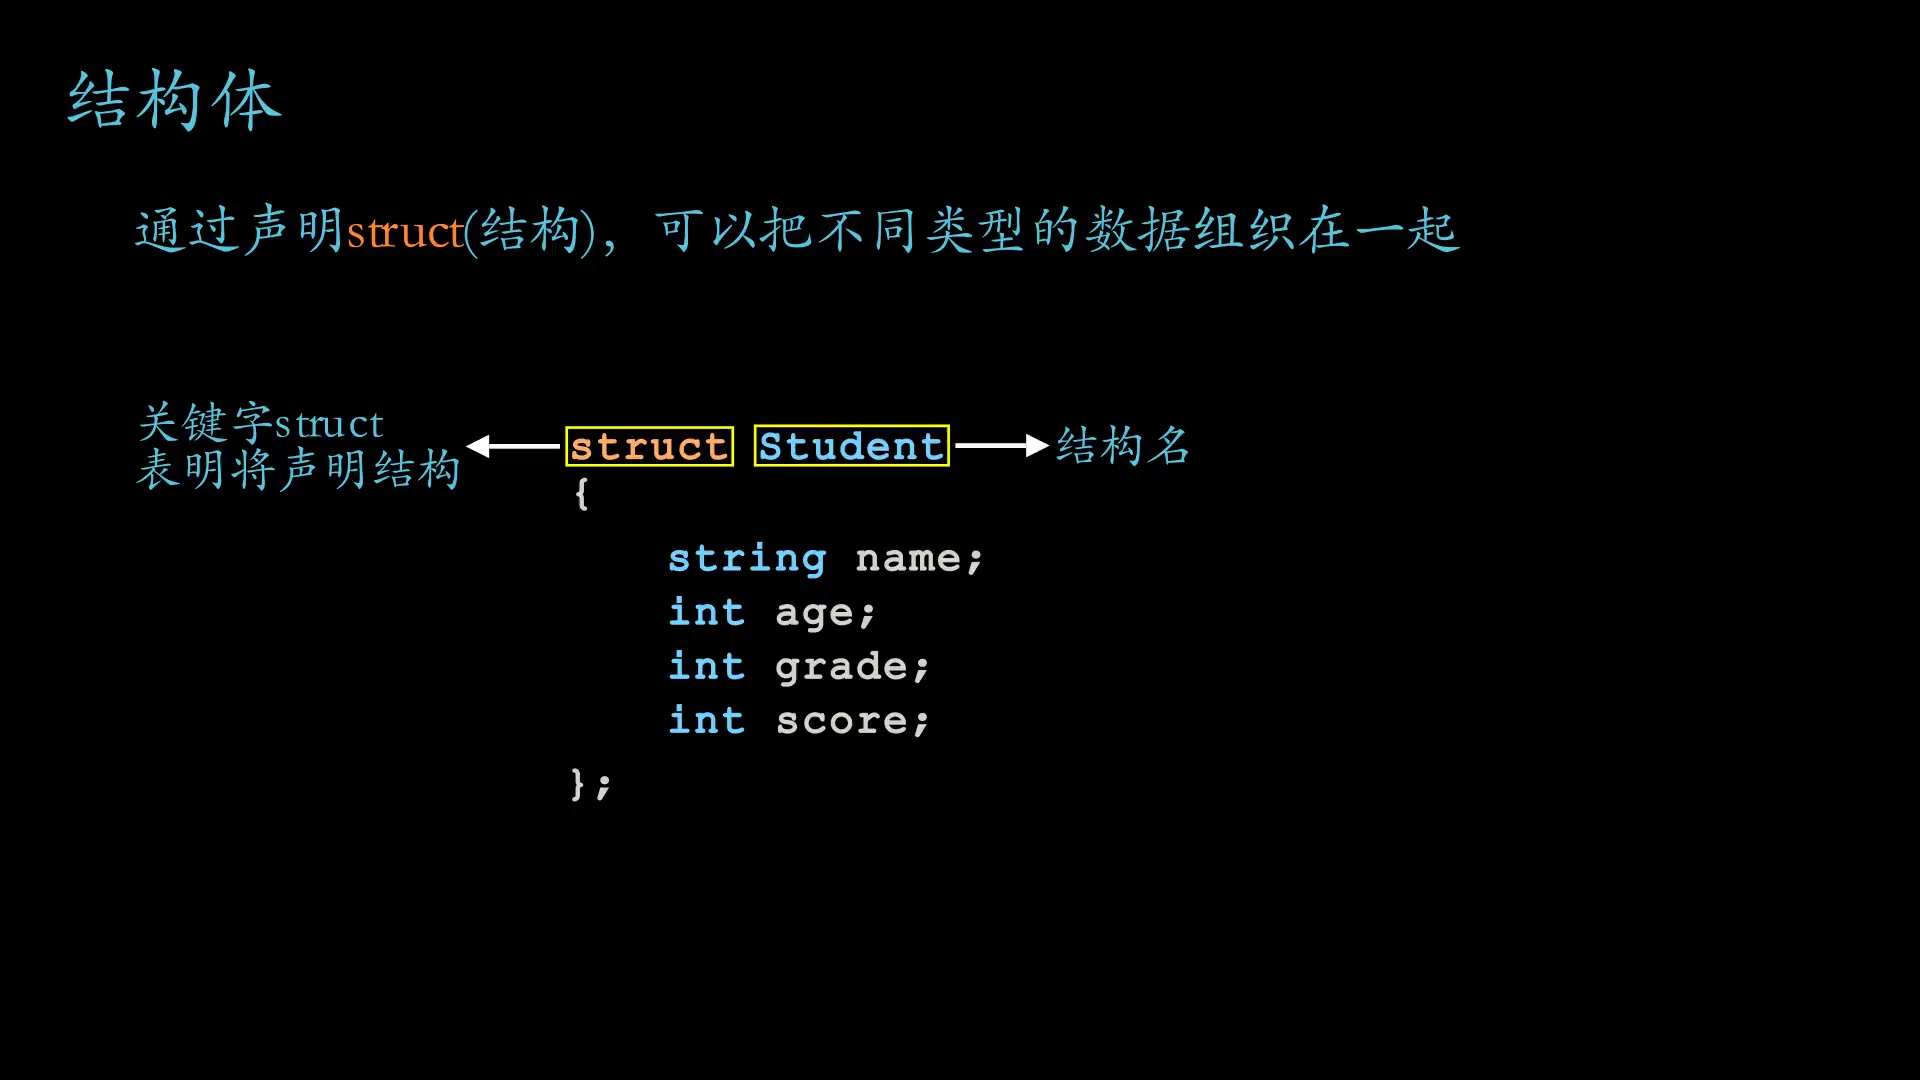 结构体
通过声明struct(结构)，可以把不同类型的数据组织在一起
关键字struct
表明将声明结构
struct Student
结构名
{
string name;
int age;
int grade;
int score;
};